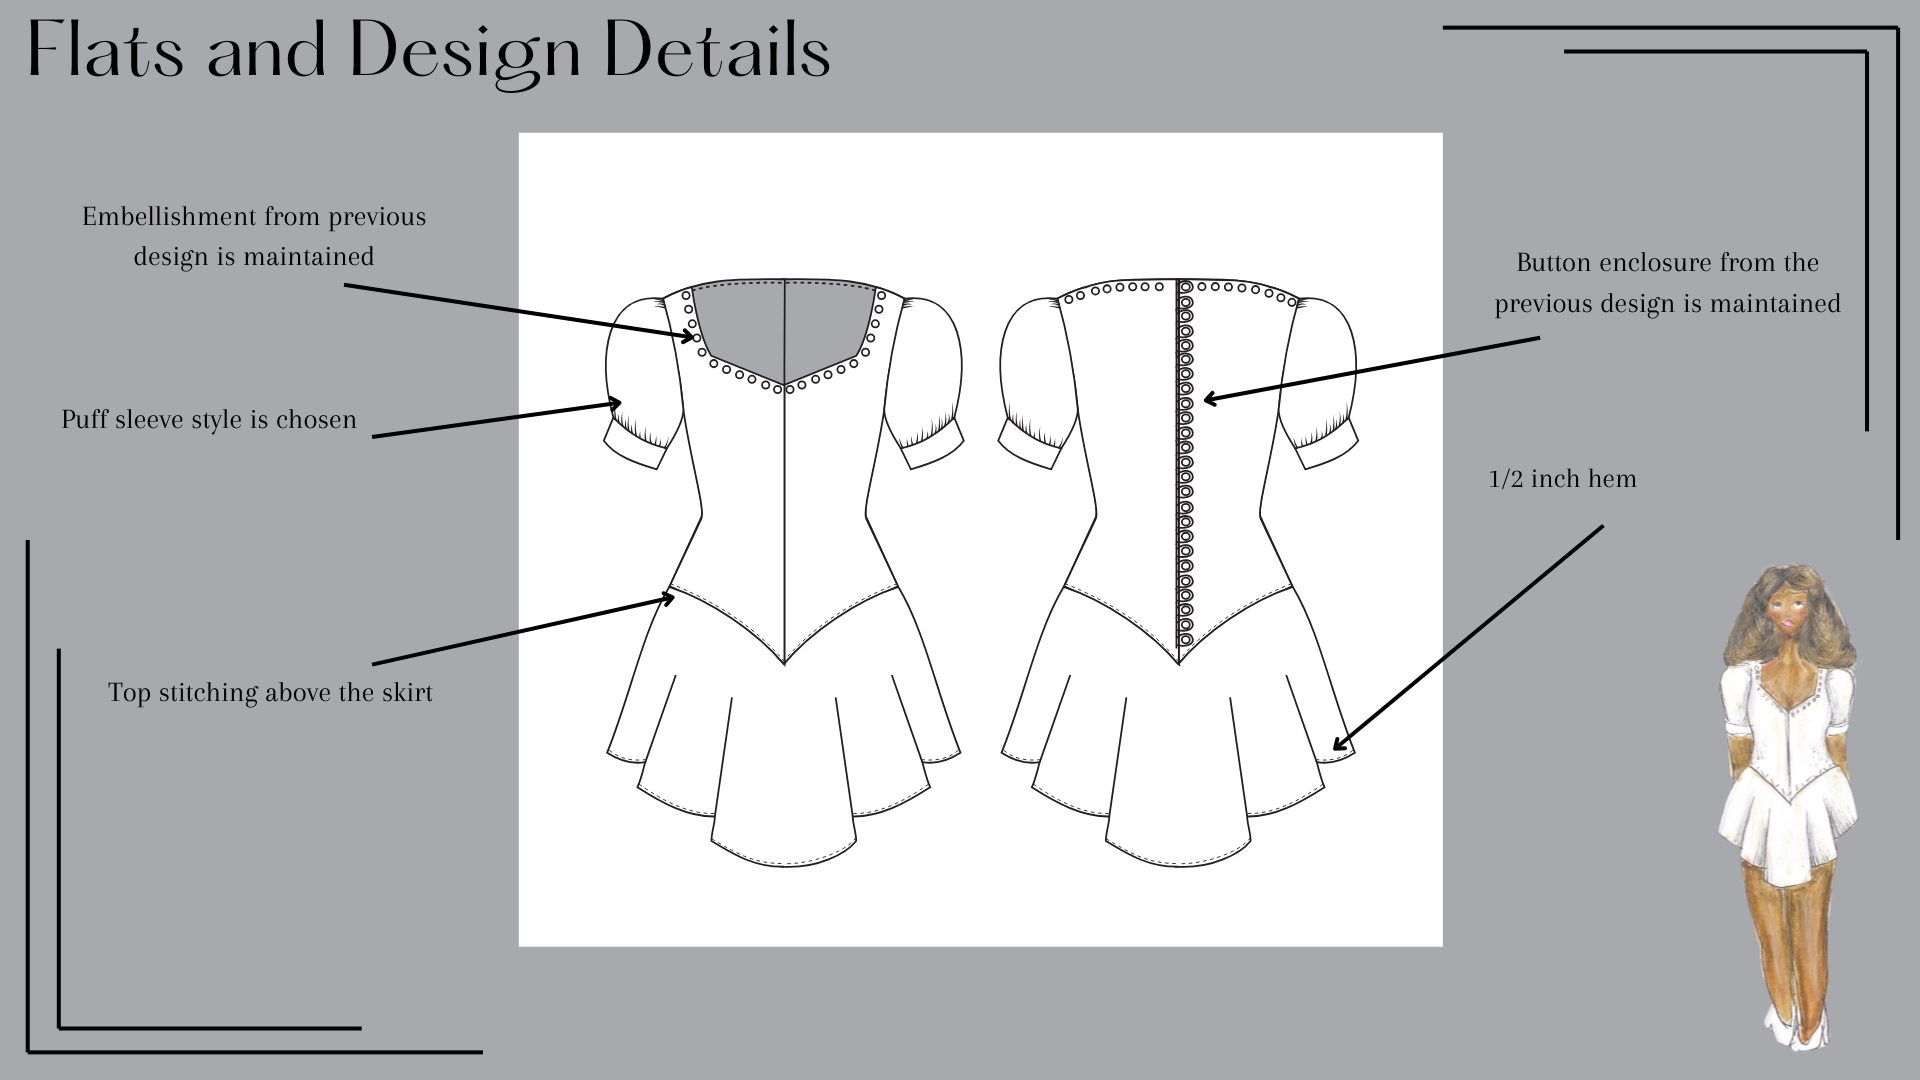 Flats and Design Details
Embellishment from previous
design is maintained
Puff sleeve style is chosen
Top stitching above the skirt
Button enclosure from the
previous design is maintained
1/2 inch hem